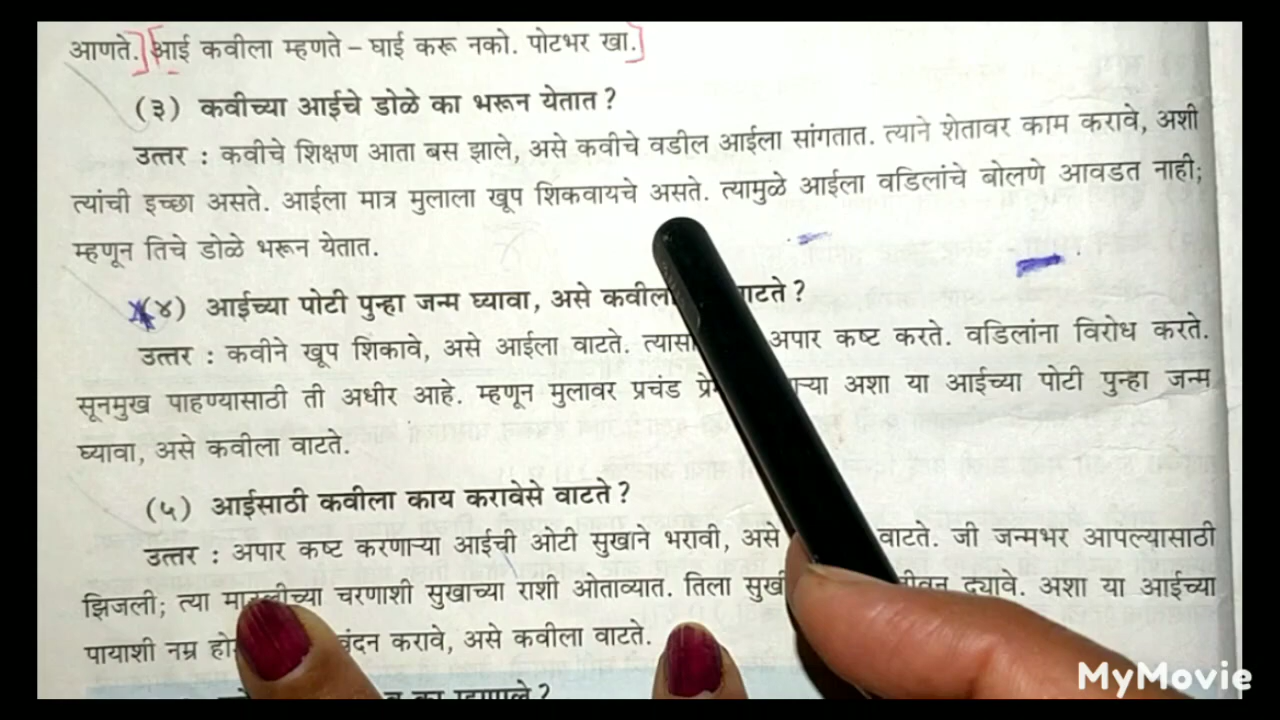 आणते. आई कवीला म्हणते – घाई करू नको. पोटभर खा.
(३) कवीच्या आईचे डोळे का भरून येतात ?
उत्तर : कवीचे शिक्षण आता बस झाले, असे कवीचे वडील आईला सांगतात. त्याने शेतावर काम करावे, अशी
त्यांची इच्छा असते. आईला मात्र मुलाला खूप शिकवायचे असते. त्यामुळे आईला वडिलांचे बोलणे आवडत नाही;
म्हणून तिचे डोळे भरून येतात.
(४) आईच्या पोटी पुन्हा जन्म घ्यावा, असे कवीला वाटते ?
उत्तर : कवीने खूप शिकावे, असे आईला वाटते. अपार कष्ट करते. वडिलांना विरोध करते.
सूनमुख पाहण्यासाठी ती अधीर आहे. म्हणून मुलावर प्रचंड अशा या आईच्या पोटी पुन्हा जन्म
घ्यावा, असे कवीला वाटते.
(५) आईसाठी कवीला काय करावेसे वाटते ?
उत्तर : अपार कष्ट करणाऱ्या आईची ओटी सुखाने भरावी, असे वाटते. जी जन्मभर आपल्यासाठी
झिजली; त्या चरणाशी सुखाच्या राशी ओताव्यात. तिला द्यावे. अशा या आईच्या
पायाशी नम्र वंदन करावे, असे कवीला वाटते.
MyMovie